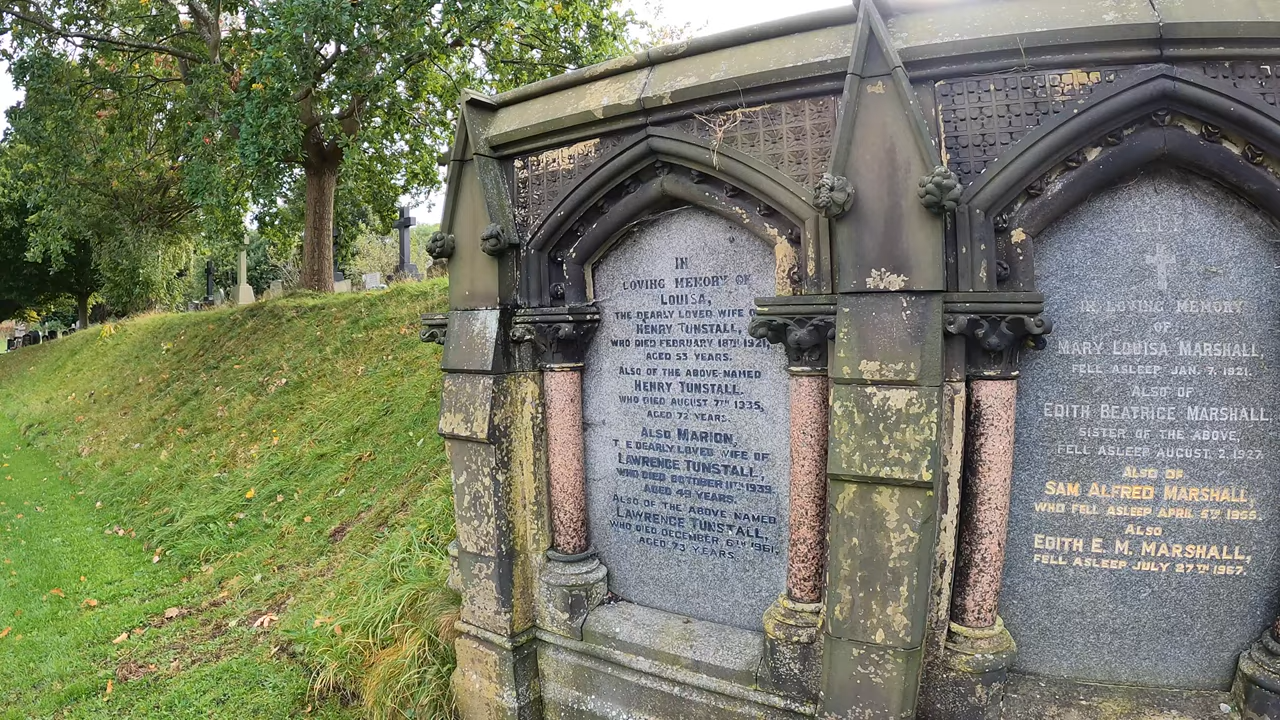 IN
LOVING MEMORY OF
LOUISA,
THE DEARLY LOVED WIFE O
HENRY TUNSTALL,
WHO DIED FEBRUARY 18TH 1921,
AGED 53 YEARS.
ALSO OF THE ABOVE NAMED
HENRY TUNSTALL,
WHO DIED AUGUST 7TH 1935,
AGED 72 YEARS.
ALSO MARION,
T E DEARLY LOVED WIFE OF
LAWRENCE TUNSTALL,
WHO DIED OCTOBER 11TH 1939,
AGED 49 YEARS.
ALSO OF THE ABOVE NAMED
LAWRENCE TUNSTALL,
WHO DIED DECEMBER 6TH 1961,
AGED 73 YEARS.
IN LOVING MEMORY
OF
MARY LOUISA MARSHALL,
FELL ASLEEP JAN. 7, 1921.
ALSO OF
EDITH BEATRICE MARSHALL,
SISTER OF THE ABOVE,
FELL ASLEEP AUGUST 2, 1927.
ALSO OF
SAM ALFRED MARSHALL,
WHO FELL ASLEEP APRIL 5TH 1955.
ALSO
EDITH E. M. MARSHALL,
FELL ASLEEP JULY 27TH 1967.